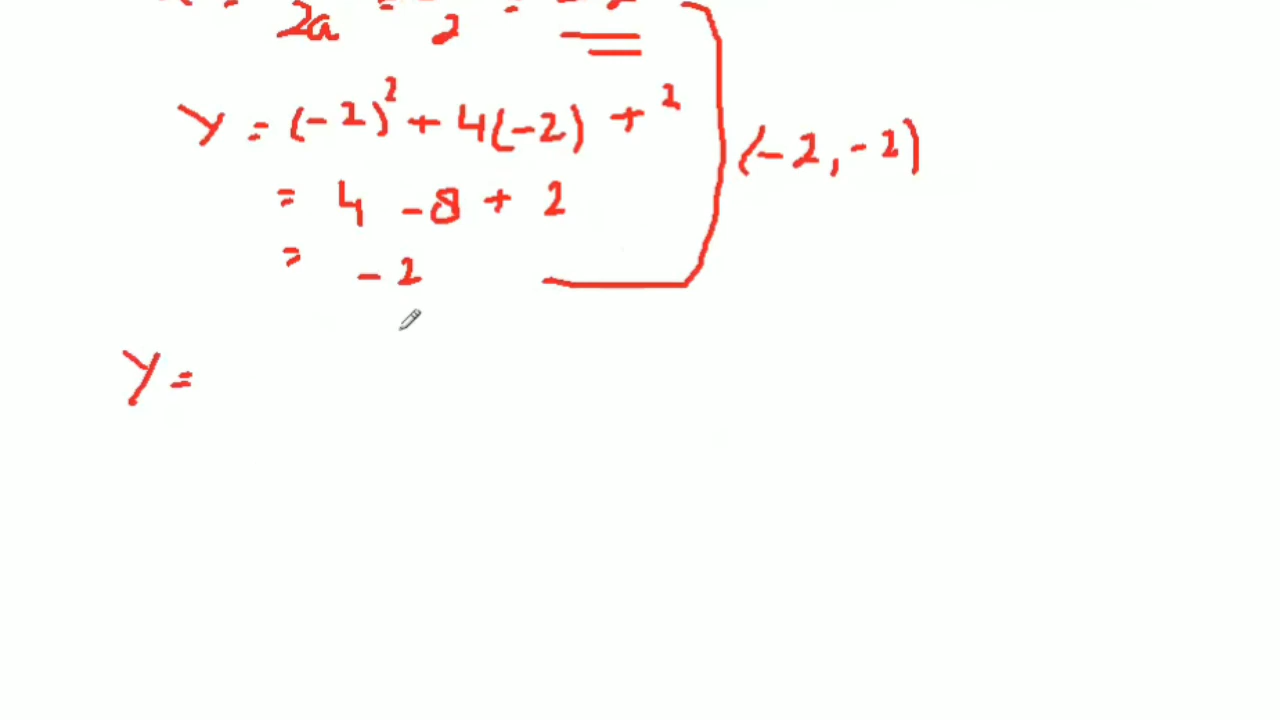 2a 2
Y = (-2)² + 4(-2) + 2
(-2, -2)
= 4 - 8 + 2
= -2
Y =